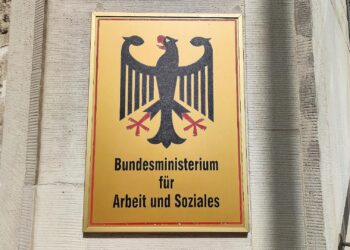 Bundesministerium
für
Arbeit und Soziales